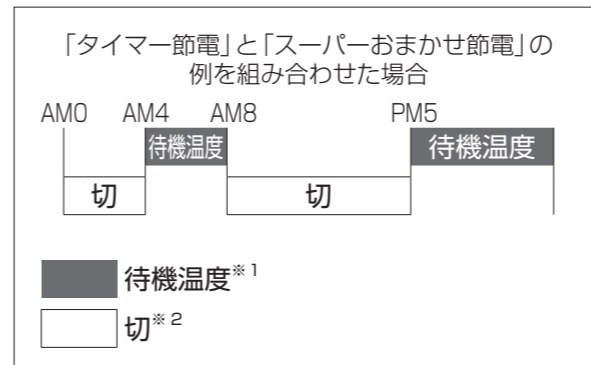 「タイマー節電」と「スーパーおまかせ節電」の
例を組み合わせた場合
AM0 AM4 AM8 PM5
待機温度 待機温度
切 切
待機温度※1
切※2